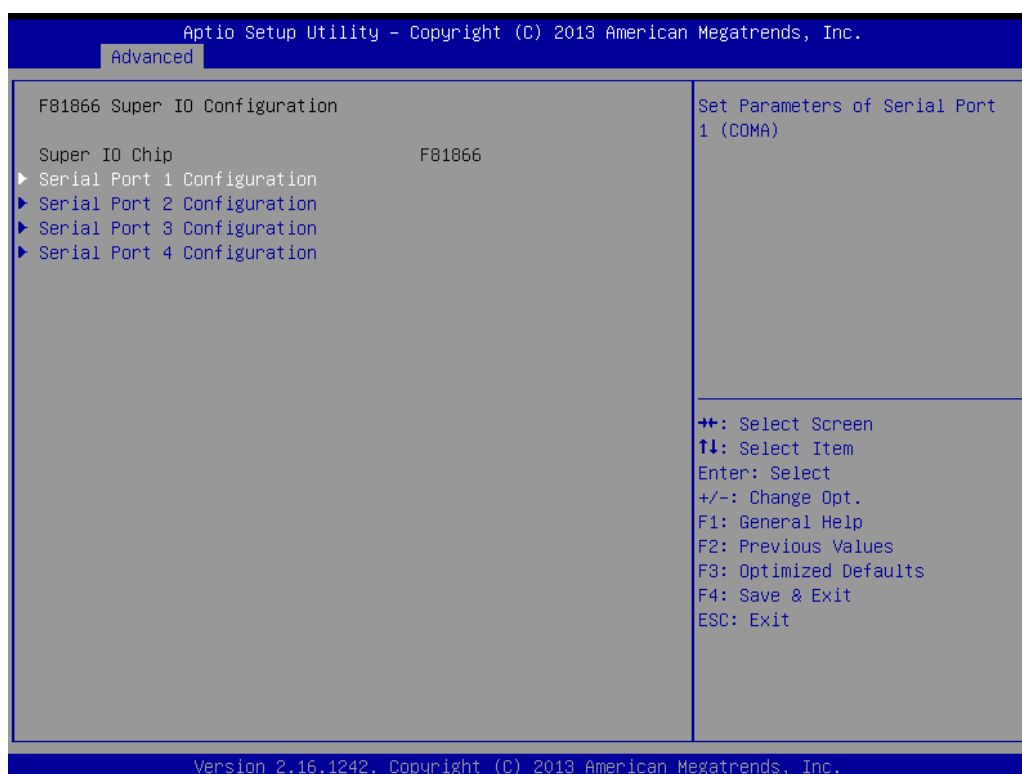 Aptio Setup Utility – Copyright (C) 2013 American Megatrends, Inc.
Advanced
F81866 Super IO Configuration
Super IO Chip F81866
Serial Port 1 Configuration
Serial Port 2 Configuration
Serial Port 3 Configuration
Serial Port 4 Configuration
Set Parameters of Serial Port
1 (COMA)
→←: Select Screen
↑↓: Select Item
Enter: Select
+/-: Change Opt.
F1: General Help
F2: Previous Values
F3: Optimized Defaults
F4: Save & Exit
ESC: Exit
Version 2.16.1242. Copyright (C) 2013 American Megatrends, Inc.